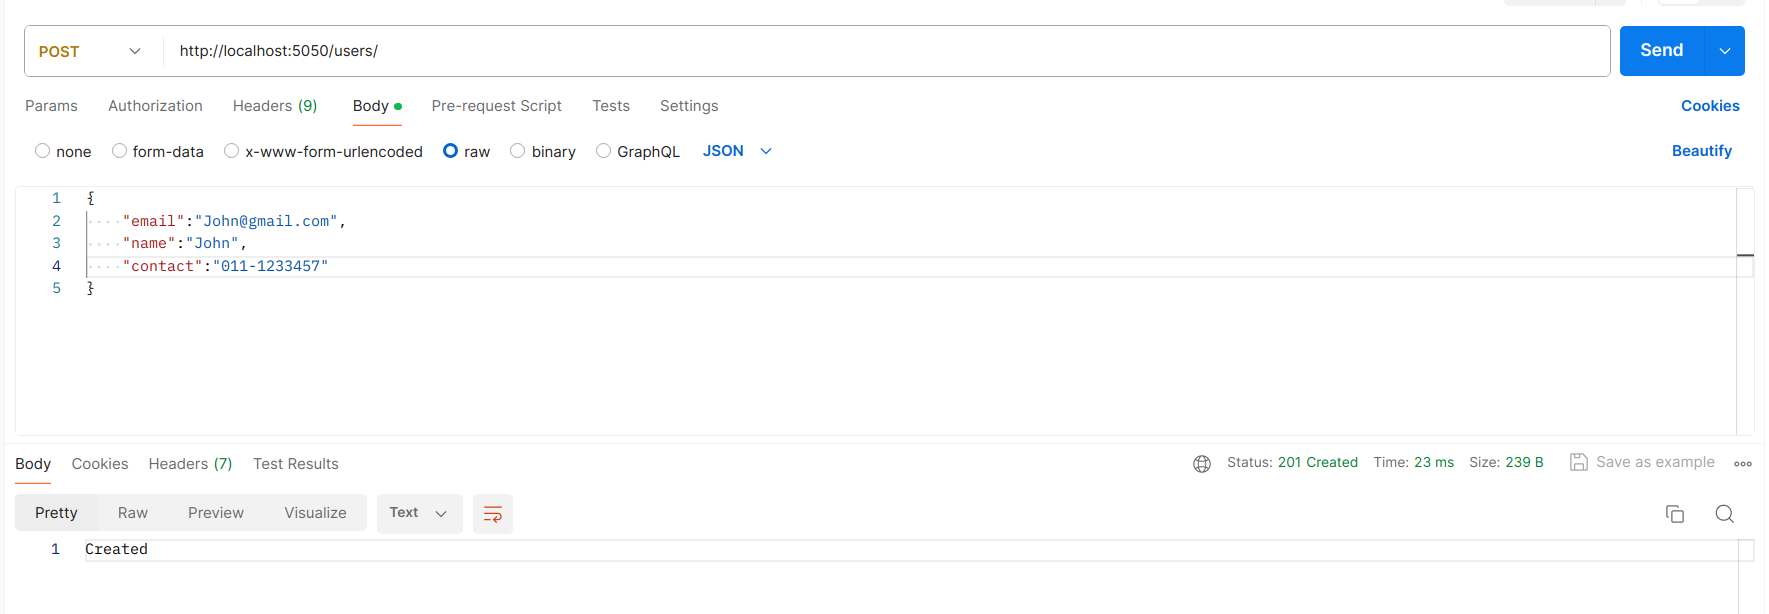 POST http://localhost:5050/users/ Send
Params Authorization Headers (9) Body Pre-request Script Tests Settings Cookies
none form-data x-www-form-urlencoded raw binary GraphQL JSON Beautify
1 {
2 "email":"John@gmail.com",
3 "name":"John",
4 "contact":"011-1233457"
5 }
Body Cookies Headers (7) Test Results Status: 201 Created Time: 23 ms Size: 239 B Save as example
Pretty Raw Preview Visualize Text
1 Created